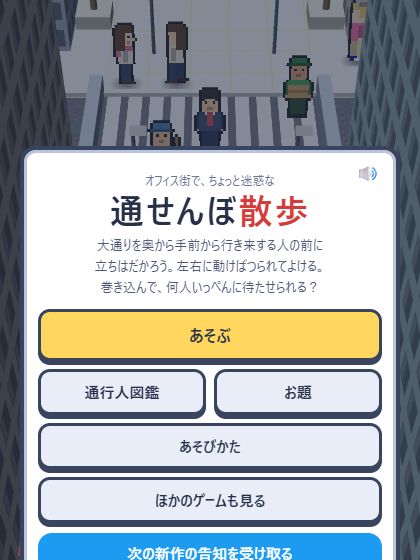 オフィス街で、ちょっと迷惑な
通せんぼ散歩
大通りを奥から手前から行き来する人の前に
立ちはだかろう。左右に動けばつられてよける。
巻き込んで、何人いっぺんに待たせられる？
あそぶ
通行人図鑑
お題
あそびかた
ほかのゲームも見る
次の新作の告知を受け取る